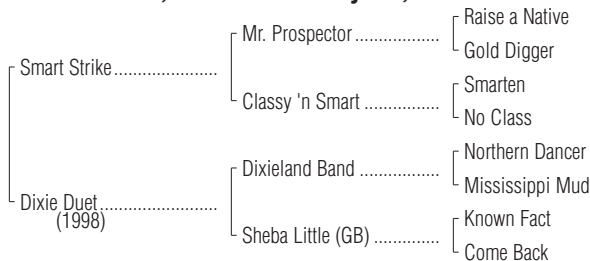 Raise a Native
Mr. Prospector ..................
Gold Digger
Smart Strike......................
Smarten
Classy 'n Smart ................
No Class
Northern Dancer
Dixieland Band .................
Mississippi Mud
Dixie Duet.........................
(1998)
Known Fact
Sheba Little (GB) ..............
Come Back